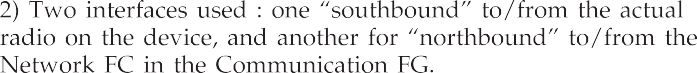 2) Two interfaces used : one “southbound” to/from the actual
radio on the device, and another for “northbound” to/from the
Network FC in the Communication FG.